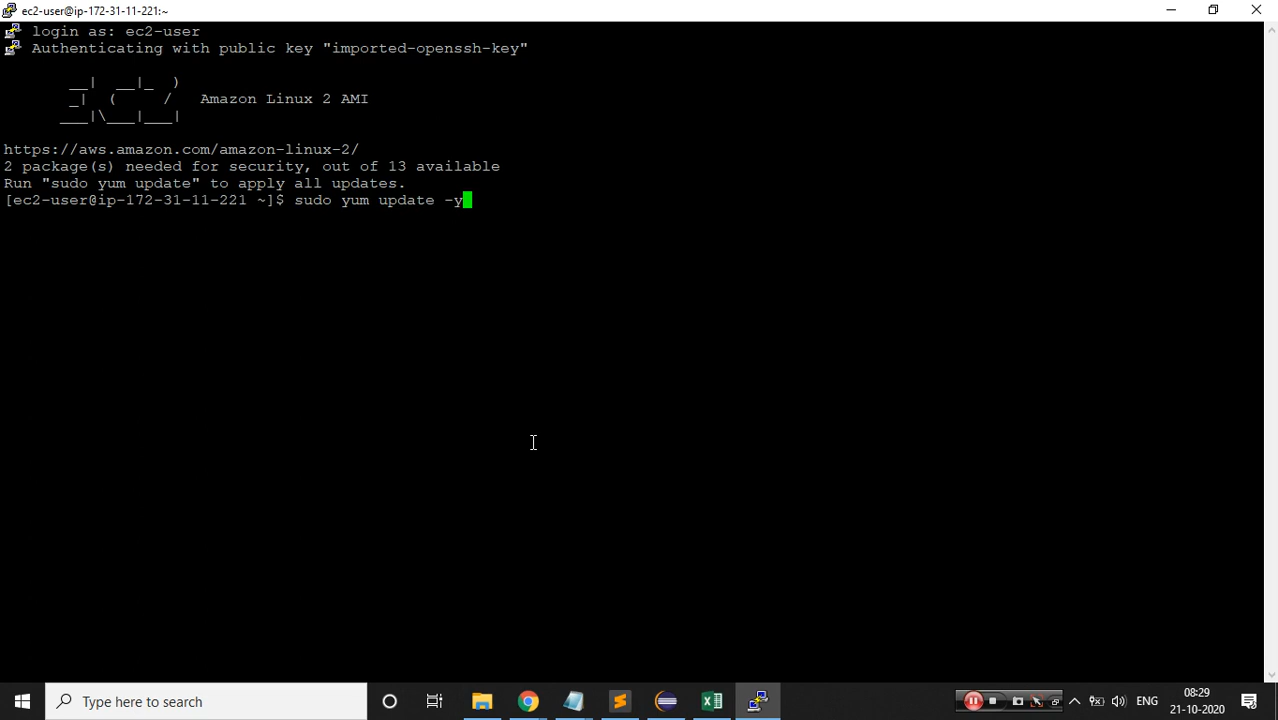 ec2-user@ip-172-31-11-221:~
login as: ec2-user
Authenticating with public key "imported-openssh-key"
__|  __|_  )
_|  (     /   Amazon Linux 2 AMI
___|\___|___|
https://aws.amazon.com/amazon-linux-2/
2 package(s) needed for security, out of 13 available
Run "sudo yum update" to apply all updates.
[ec2-user@ip-172-31-11-221 ~]$ sudo yum update -y
Type here to search
ENG
08:29
21-10-2020